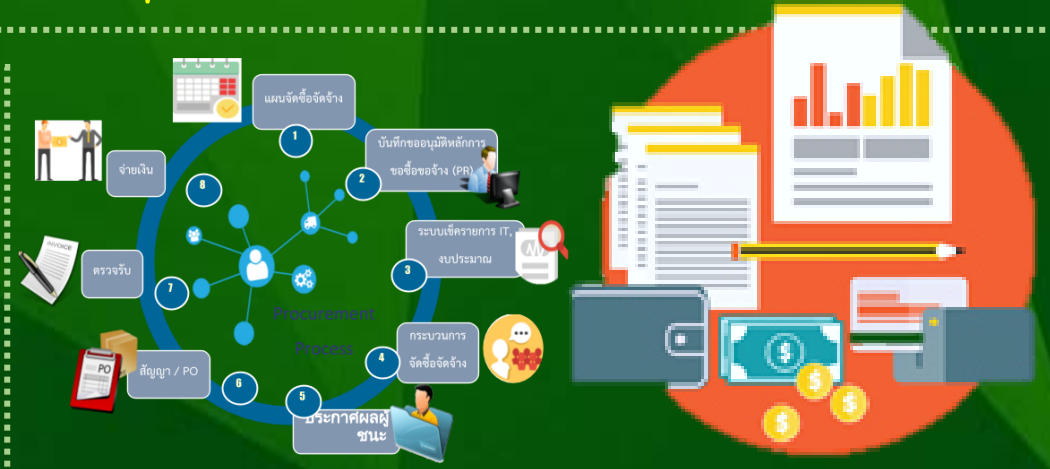 แผนจัดซื้อจัดจ้าง
1
บันทึกขออนุมัติหลักการ
ขอซื้อขอจ้าง (PR)
2
ระบบเช็ครายการ IT,
งบประมาณ
3
กระบวนการ
จัดซื้อจัดจ้าง
4
ประกาศผลผู้
ชนะ
5
สัญญา / PO
6
PO
ตรวจรับ
7
INVOICE
จ่ายเงิน
8
Procurement
Process
$
$
$
$